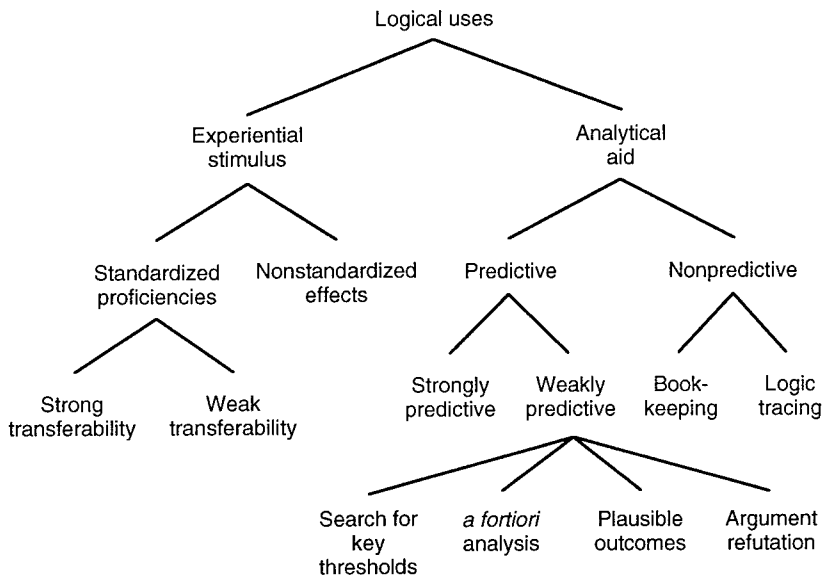 Logical uses
Experiential
stimulus
Analytical
aid
Standardized
proficiencies
Nonstandardized
effects
Predictive
Nonpredictive
Strong
transferability
Weak
transferability
Strongly
predictive
Weakly
predictive
Book-
keeping
Logic
tracing
Search for
key
thresholds
a fortiori
analysis
Plausible
outcomes
Argument
refutation